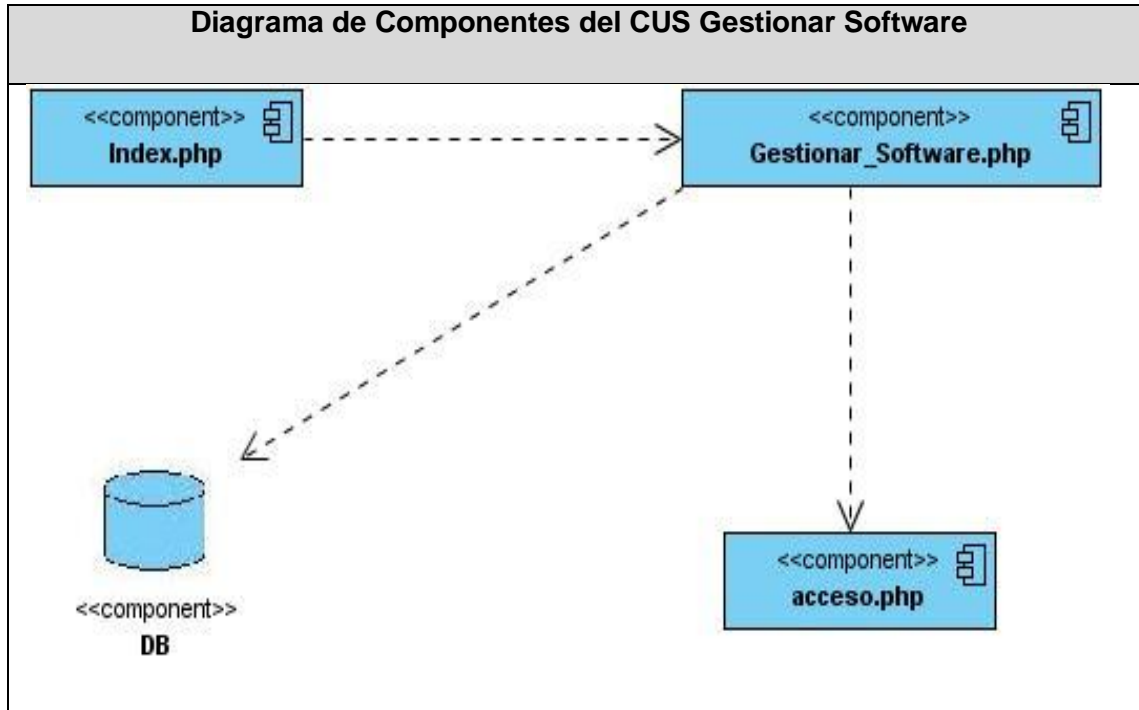 Diagrama de Componentes del CUS Gestionar Software
<<component>>
Index.php
<<component>>
Gestionar_Software.php
<<component>>
DB
<<component>>
acceso.php